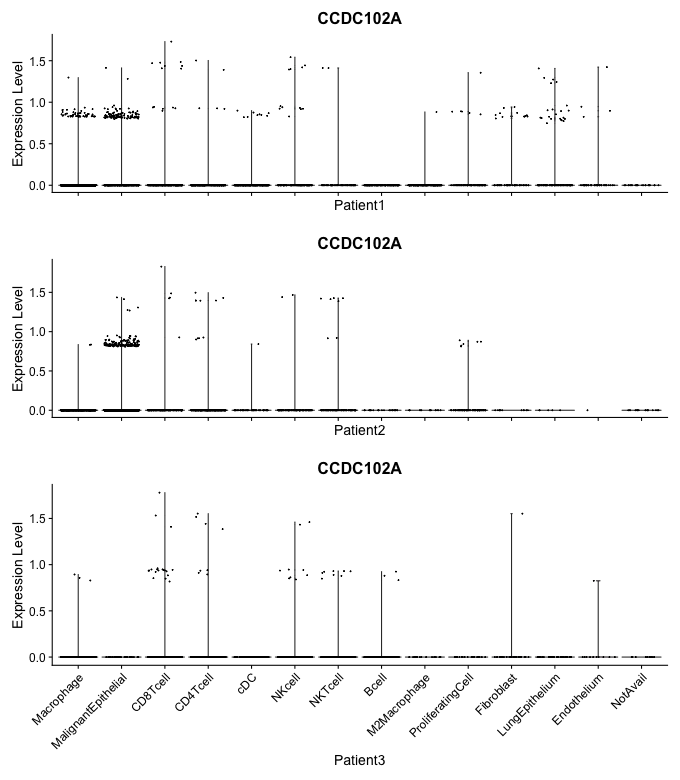 CCDC102A
Expression Level
1.5
1.0
0.5
0.0
Patient1
CCDC102A
Expression Level
1.5
1.0
0.5
0.0
Patient2
CCDC102A
Expression Level
1.5
1.0
0.5
0.0
Macrophage
MalignantEpithelial
CD8Tcell
CD4Tcell
cDC
NKcell
NKTcell
Bcell
M2Macrophage
ProliferatingCell
Fibroblast
LungEpithelium
Endothelium
NotAvail
Patient3